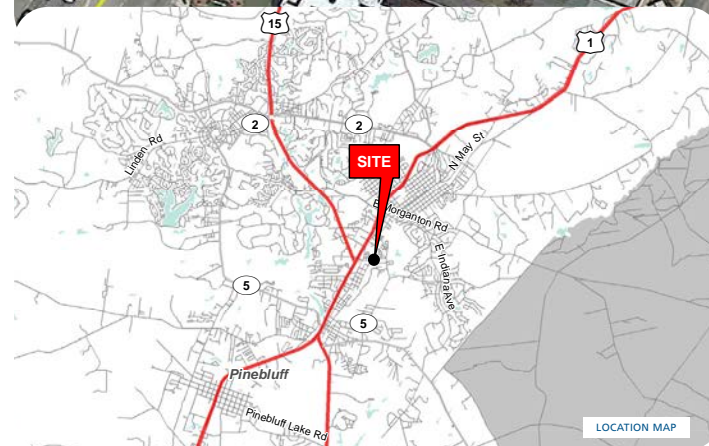 15
1
2
2
Linden Rd
N May St
SITE
E Morganton Rd
E Indiana Ave
5
5
Pinebluff
Pinebluff Lake Rd
LOCATION MAP